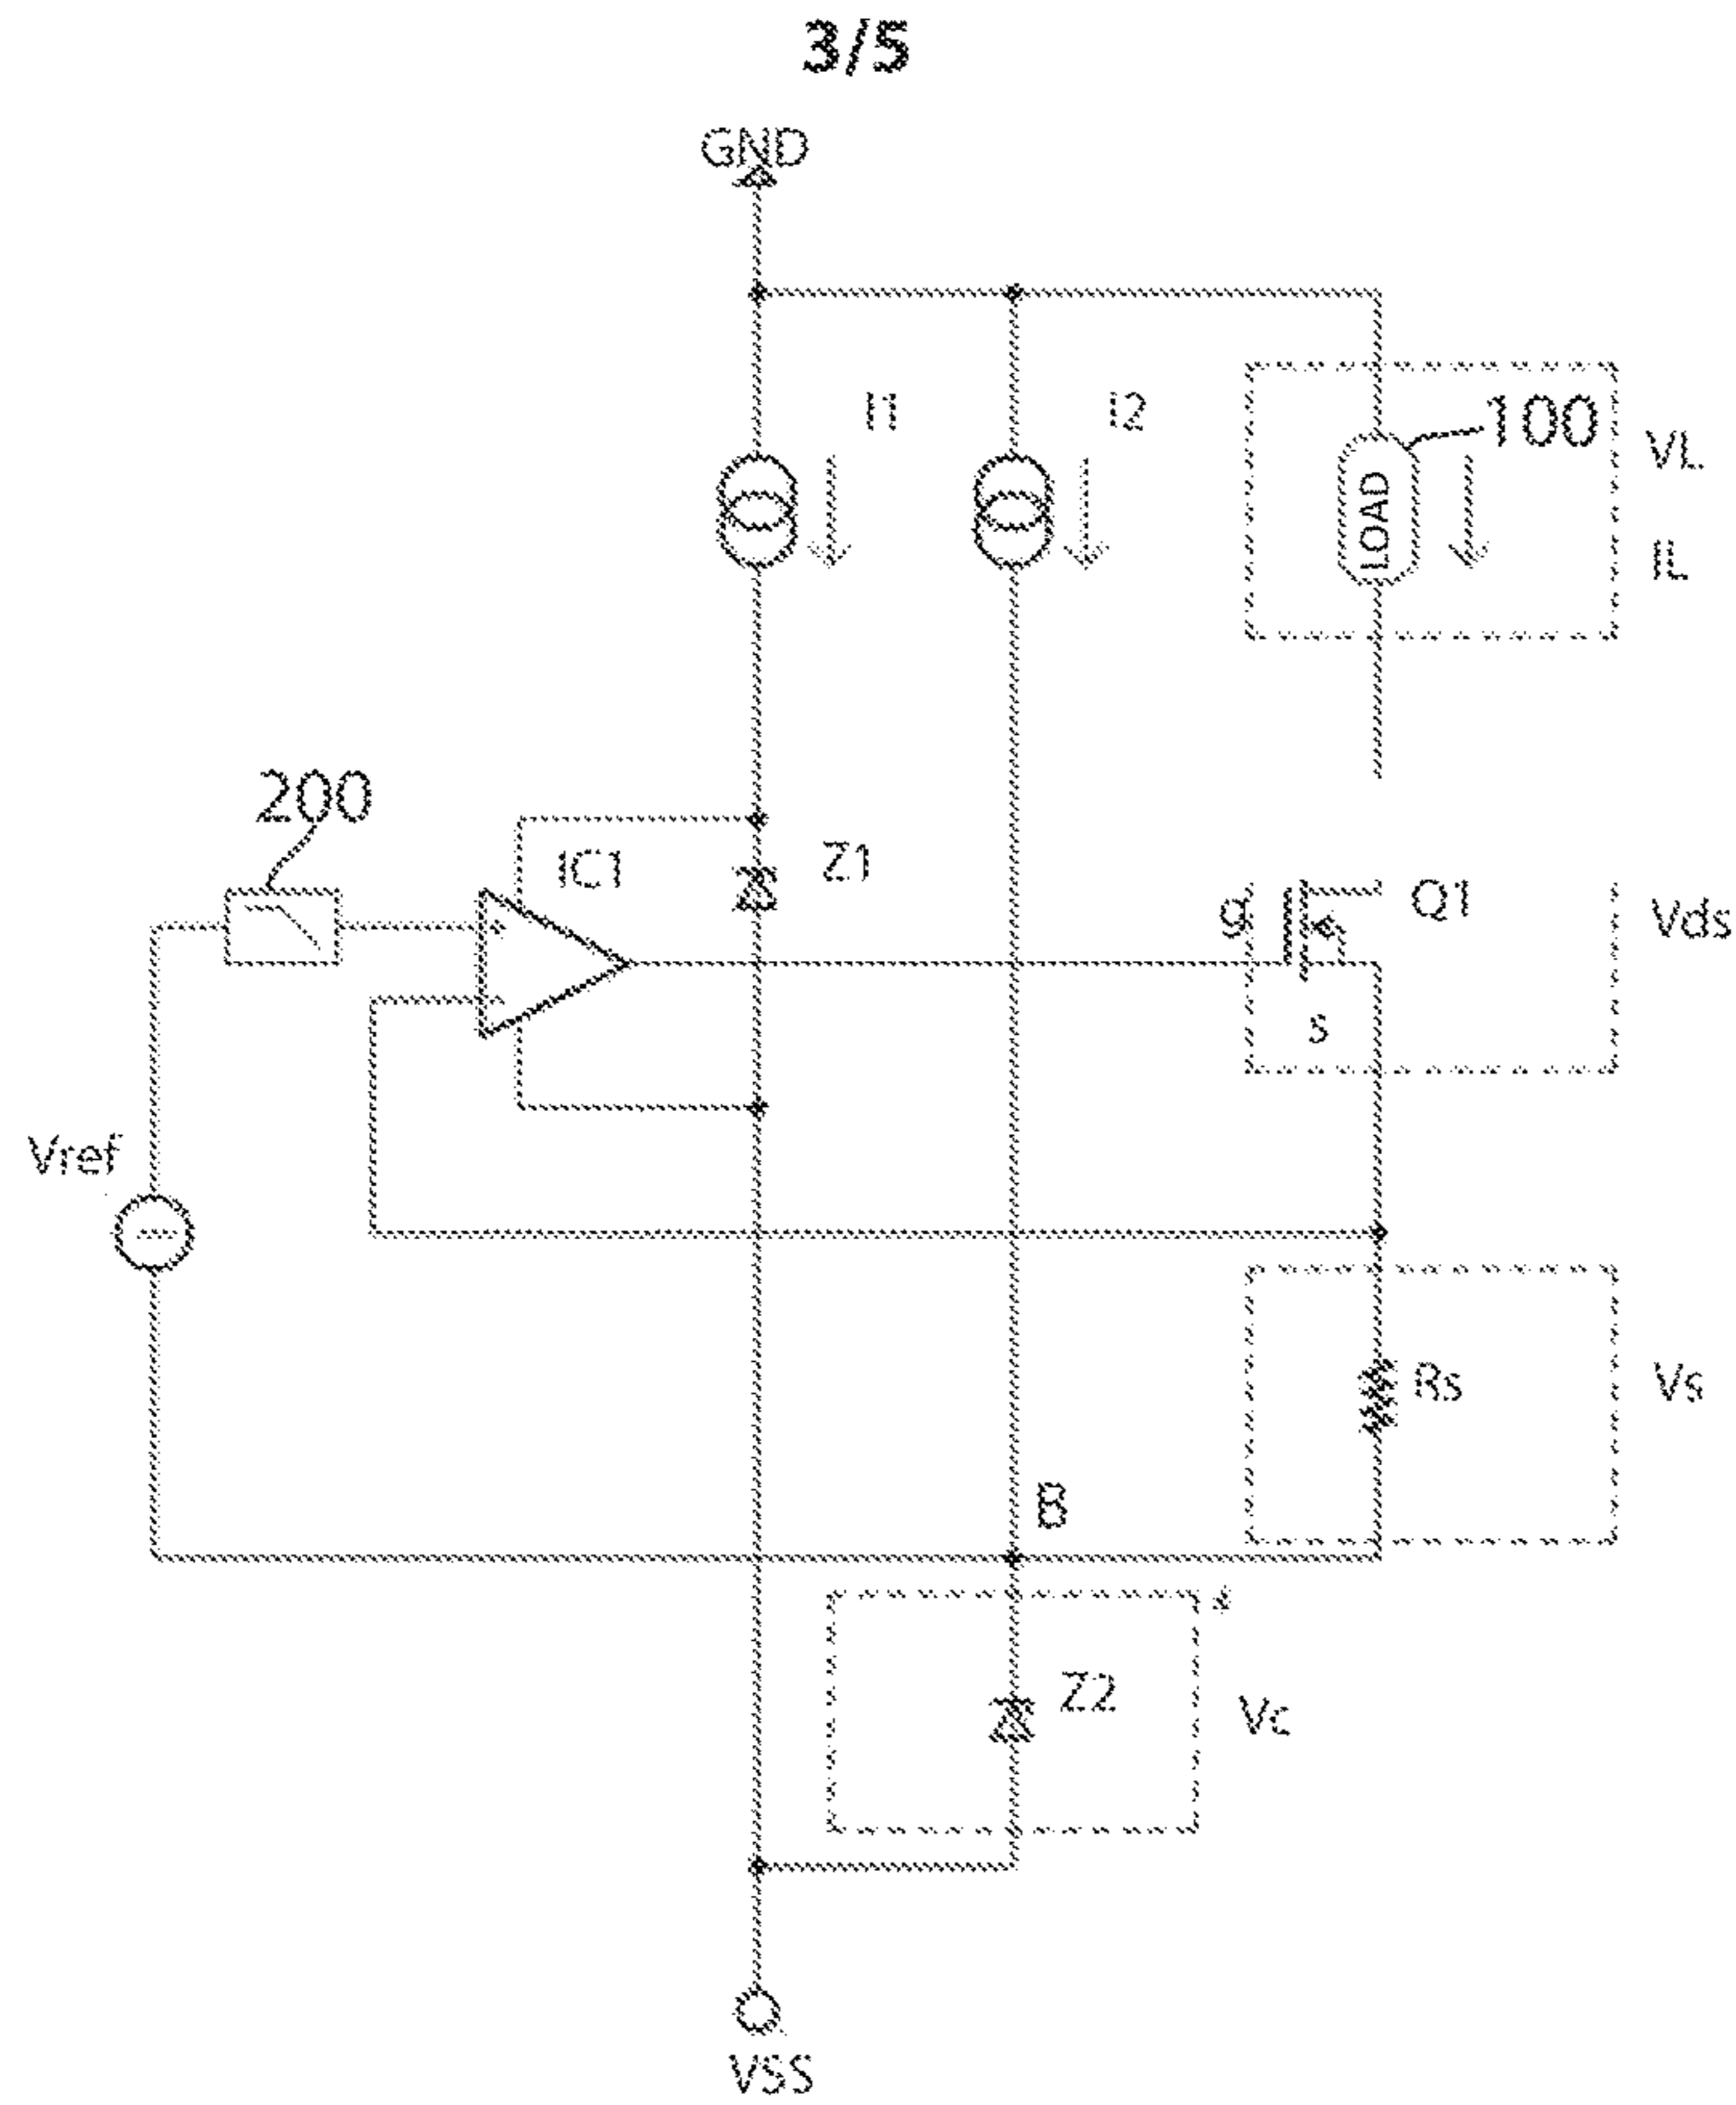 3/5
GND
I1
I2
100
VL
LOAD
IL
200
IC1
Z1
g
Q1
Vds
s
Vref
Rs
Vs
B
Z2
Vc
VSS